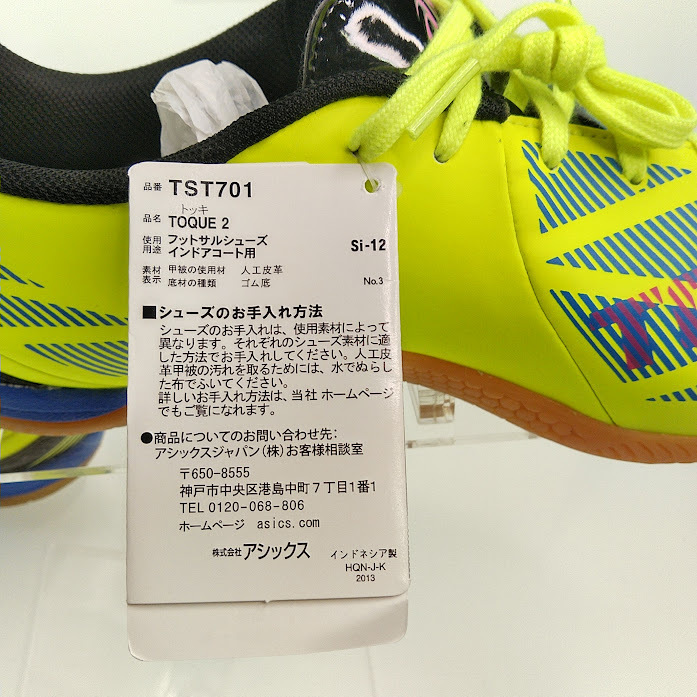 品番 TST701
トッキ
品名 TOQUE 2
使用 フットサルシューズ
用途 インドアコート用 Si-12
素材 甲被の使用材 人工皮革
表示 底材の種類 ゴム底 No.3
■シューズのお手入れ方法
シューズのお手入れは、使用素材によって
異なります。それぞれのシューズ素材に適
した方法でお手入れしてください。人工皮
革甲被の汚れを取るためには、水でぬらし
た布でふいてください。
詳しいお手入れ方法は、当社 ホームページ
でもご覧になれます。
●商品についてのお問い合わせ先：
アシックスジャパン（株）お客様相談室
〒650-8555
神戸市中央区港島中町７丁目1番1
TEL 0120-068-806
ホームページ asics.com
株式会社アシックス インドネシア製
HQN-J-K
2013